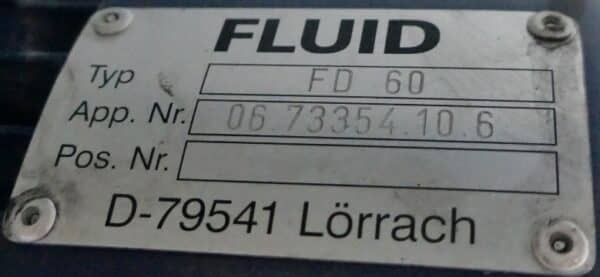 FLUID
Typ FD 60
App. Nr. 06.73354.10.6
Pos. Nr.
D-79541 Lörrach